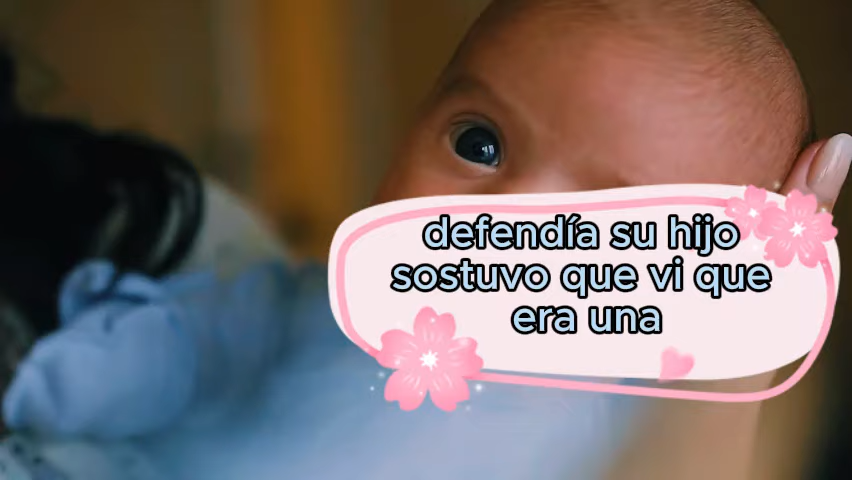 defendía su hijo
sostuvo que vi que
era una